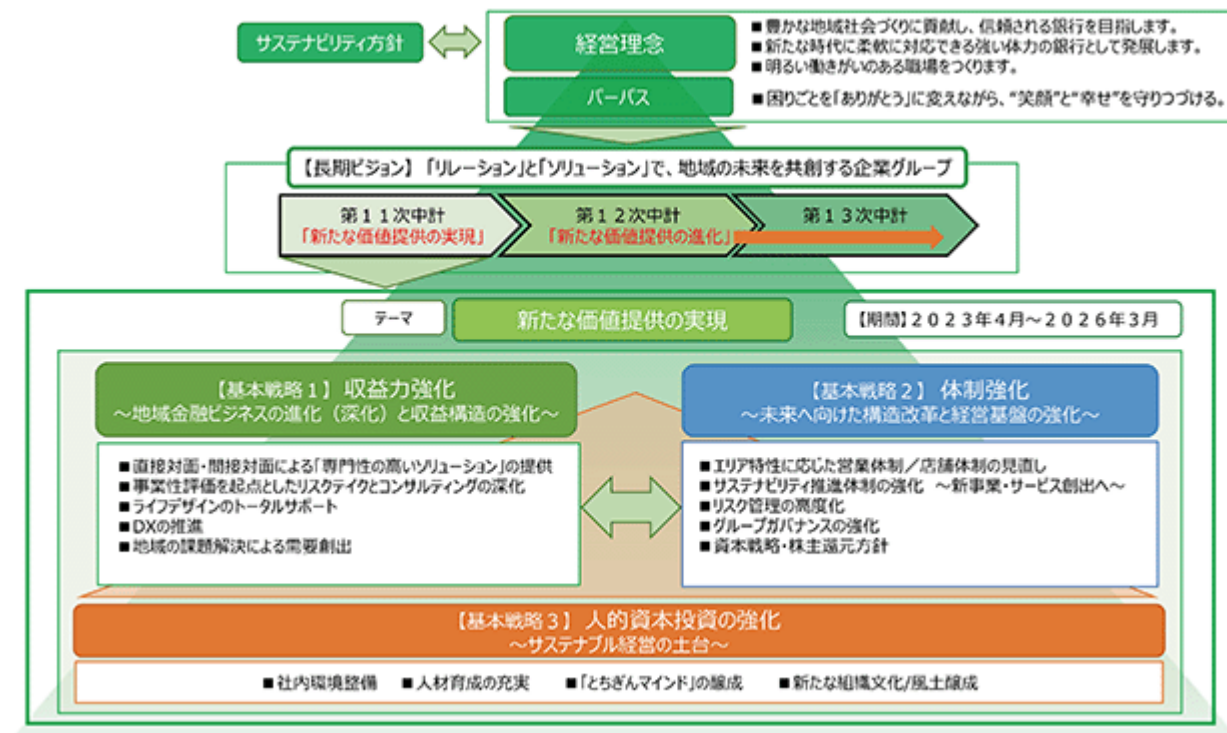 サステナビリティ方針
経営理念
■豊かな地域社会づくりに貢献し、信頼される銀行を目指します。
■新たな時代に柔軟に対応できる強い体力の銀行として発展します。
■明るい働きがいのある職場をつくります。
パーパス
■困りごとを「ありがとう」に変えながら、“笑顔”と“幸せ”を守りつづける。
【長期ビジョン】「リレーション」と「ソリューション」で、地域の未来を共創する企業グループ
第11次中計
「新たな価値提供の実現」
第12次中計
「新たな価値提供の進化」
第13次中計
テーマ
新たな価値提供の実現
【期間】2023年4月～2026年3月
【基本戦略1】収益力強化
～地域金融ビジネスの進化（深化）と収益構造の強化～
■直接対面・間接対面による「専門性の高いソリューション」の提供
■事業性評価を起点としたリスクテイクとコンサルティングの深化
■ライフデザインのトータルサポート
■DXの推進
■地域の課題解決による需要創出
【基本戦略2】体制強化
～未来へ向けた構造改革と経営基盤の強化～
■エリア特性に応じた営業体制／店舗体制の見直し
■サステナビリティ推進体制の強化　～新事業・サービス創出へ～
■リスク管理の高度化
■グループガバナンスの強化
■資本戦略・株主還元方針
【基本戦略3】人的資本投資の強化
～サステナブル経営の土台～
■社内環境整備　■人材育成の充実　■「とちぎんマインド」の醸成　■新たな組織文化/風土醸成